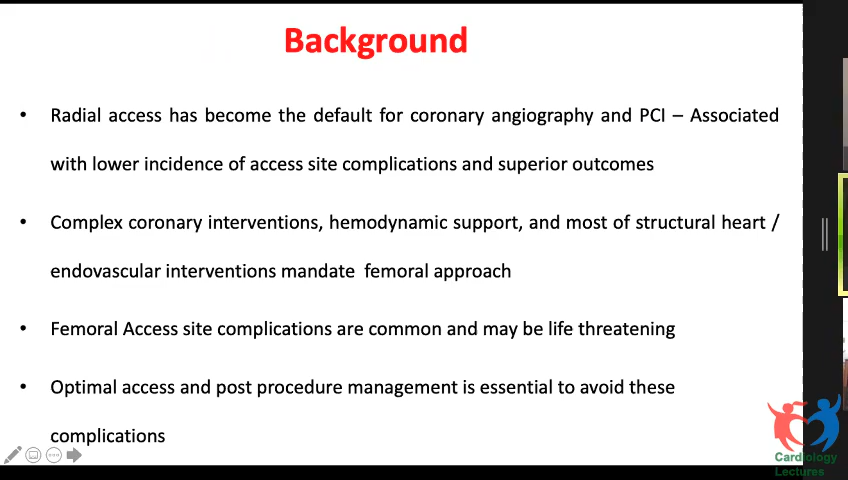 Background
• Radial access has become the default for coronary angiography and PCI – Associated
with lower incidence of access site complications and superior outcomes
• Complex coronary interventions, hemodynamic support, and most of structural heart /
endovascular interventions mandate femoral approach
• Femoral Access site complications are common and may be life threatening
• Optimal access and post procedure management is essential to avoid these
complications
Cardiology
Lectures